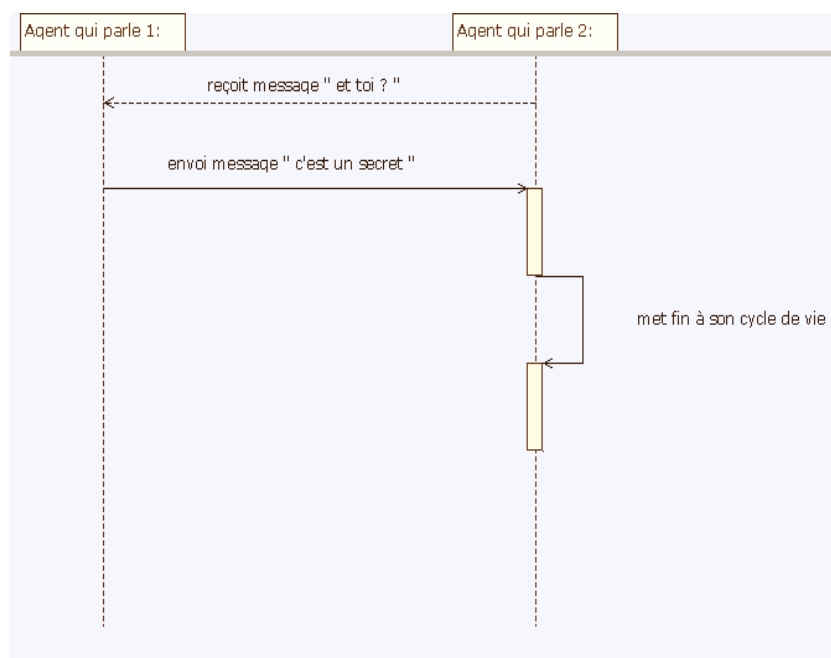 Agent qui parle 1:
Agent qui parle 2:
reçoit message " et toi ? "
envoi message " c'est un secret "
met fin à son cycle de vie